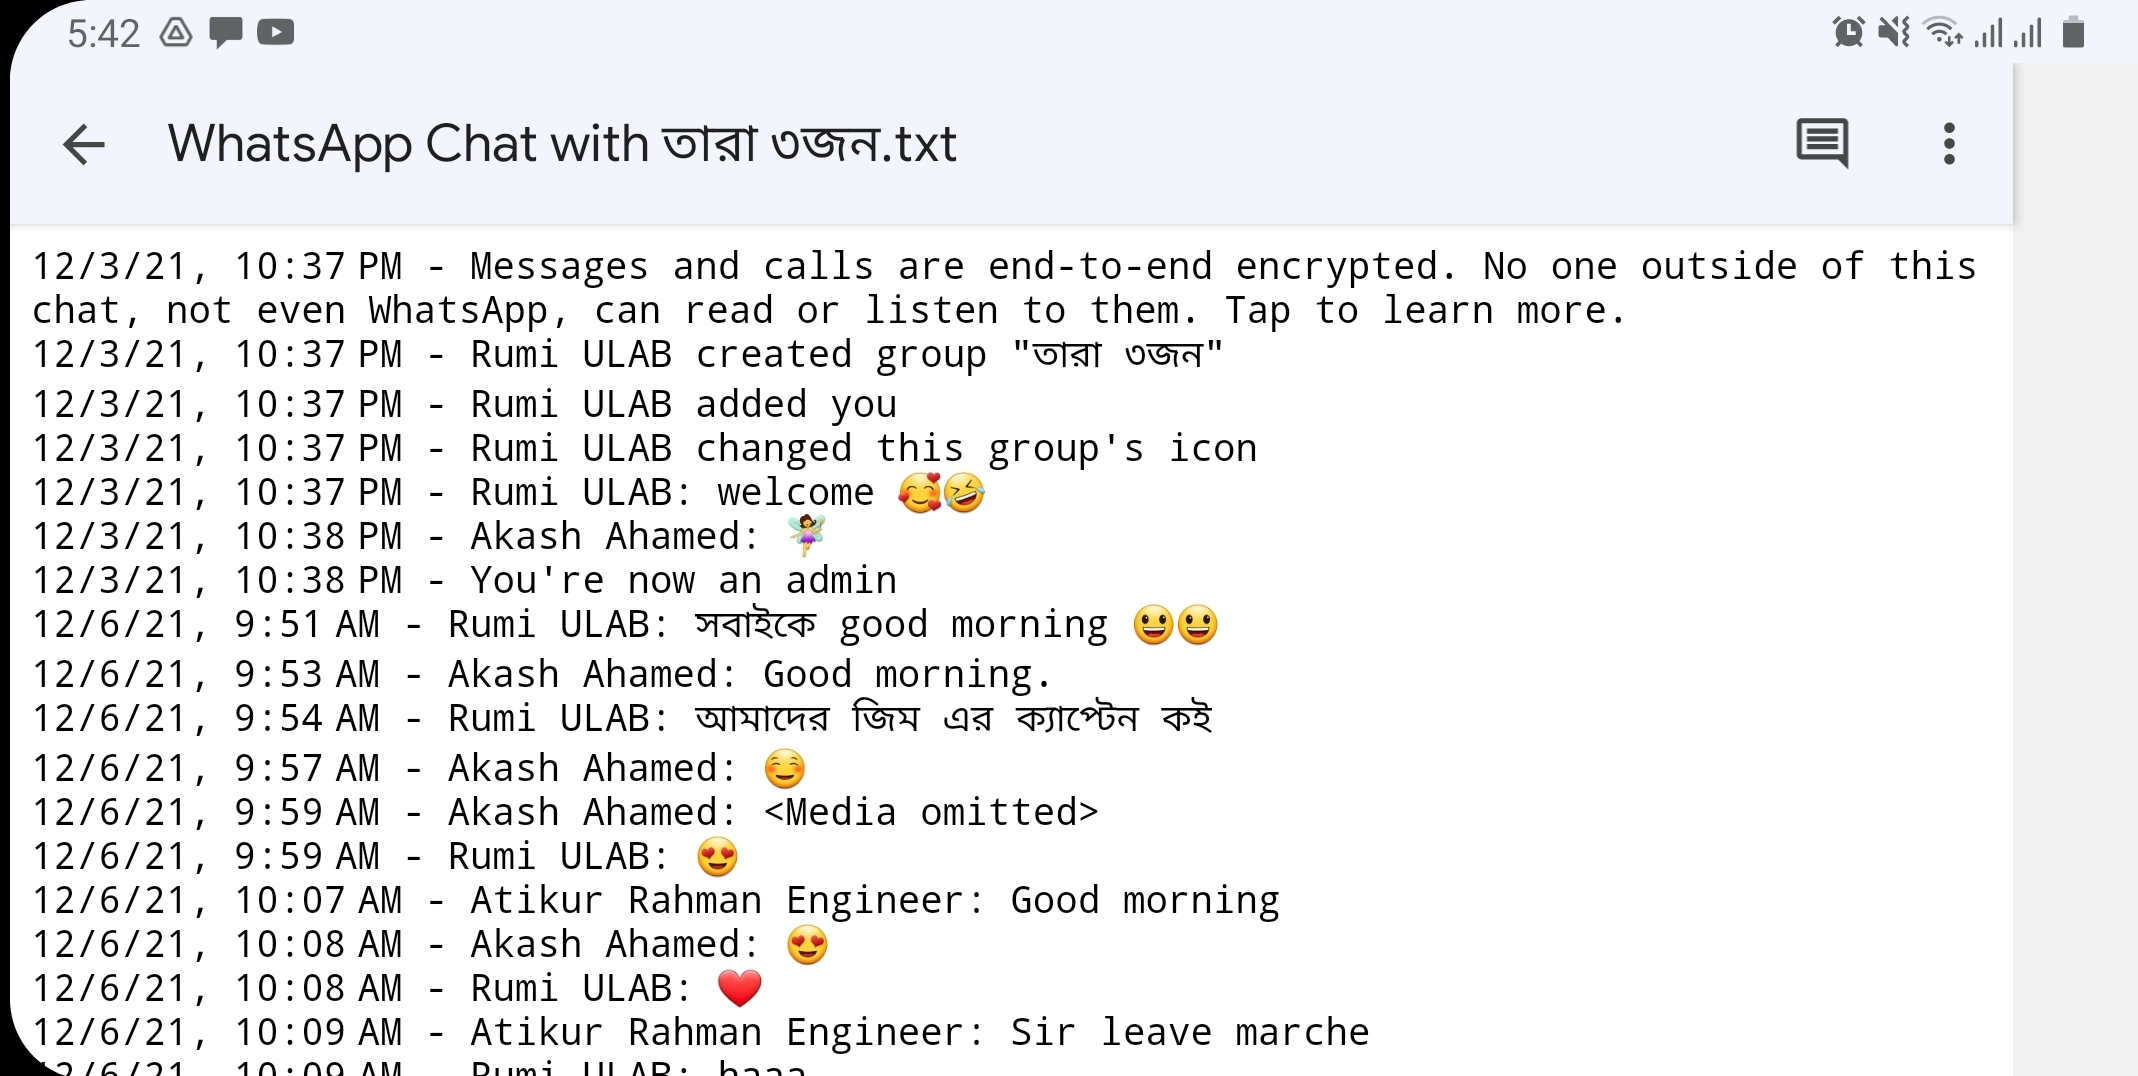 5:42
WhatsApp Chat with তারা ৩জন.txt
12/3/21, 10:37 PM - Messages and calls are end-to-end encrypted. No one outside of this
chat, not even WhatsApp, can read or listen to them. Tap to learn more.
12/3/21, 10:37 PM - Rumi ULAB created group "তারা ৩জন"
12/3/21, 10:37 PM - Rumi ULAB added you
12/3/21, 10:37 PM - Rumi ULAB changed this group's icon
12/3/21, 10:37 PM - Rumi ULAB: welcome 🥰🤣
12/3/21, 10:38 PM - Akash Ahamed: 🧚‍♀️
12/3/21, 10:38 PM - You're now an admin
12/6/21, 9:51 AM - Rumi ULAB: সবাইকে good morning 😃😃
12/6/21, 9:53 AM - Akash Ahamed: Good morning.
12/6/21, 9:54 AM - Rumi ULAB: আমাদের জিম এর ক্যাপ্টেন কই
12/6/21, 9:57 AM - Akash Ahamed: ☺️
12/6/21, 9:59 AM - Akash Ahamed: <Media omitted>
12/6/21, 9:59 AM - Rumi ULAB: 😍
12/6/21, 10:07 AM - Atikur Rahman Engineer: Good morning
12/6/21, 10:08 AM - Akash Ahamed: 😍
12/6/21, 10:08 AM - Rumi ULAB: ❤️
12/6/21, 10:09 AM - Atikur Rahman Engineer: Sir leave marche
12/6/21, 10:09 AM - Rumi ULAB: haaa